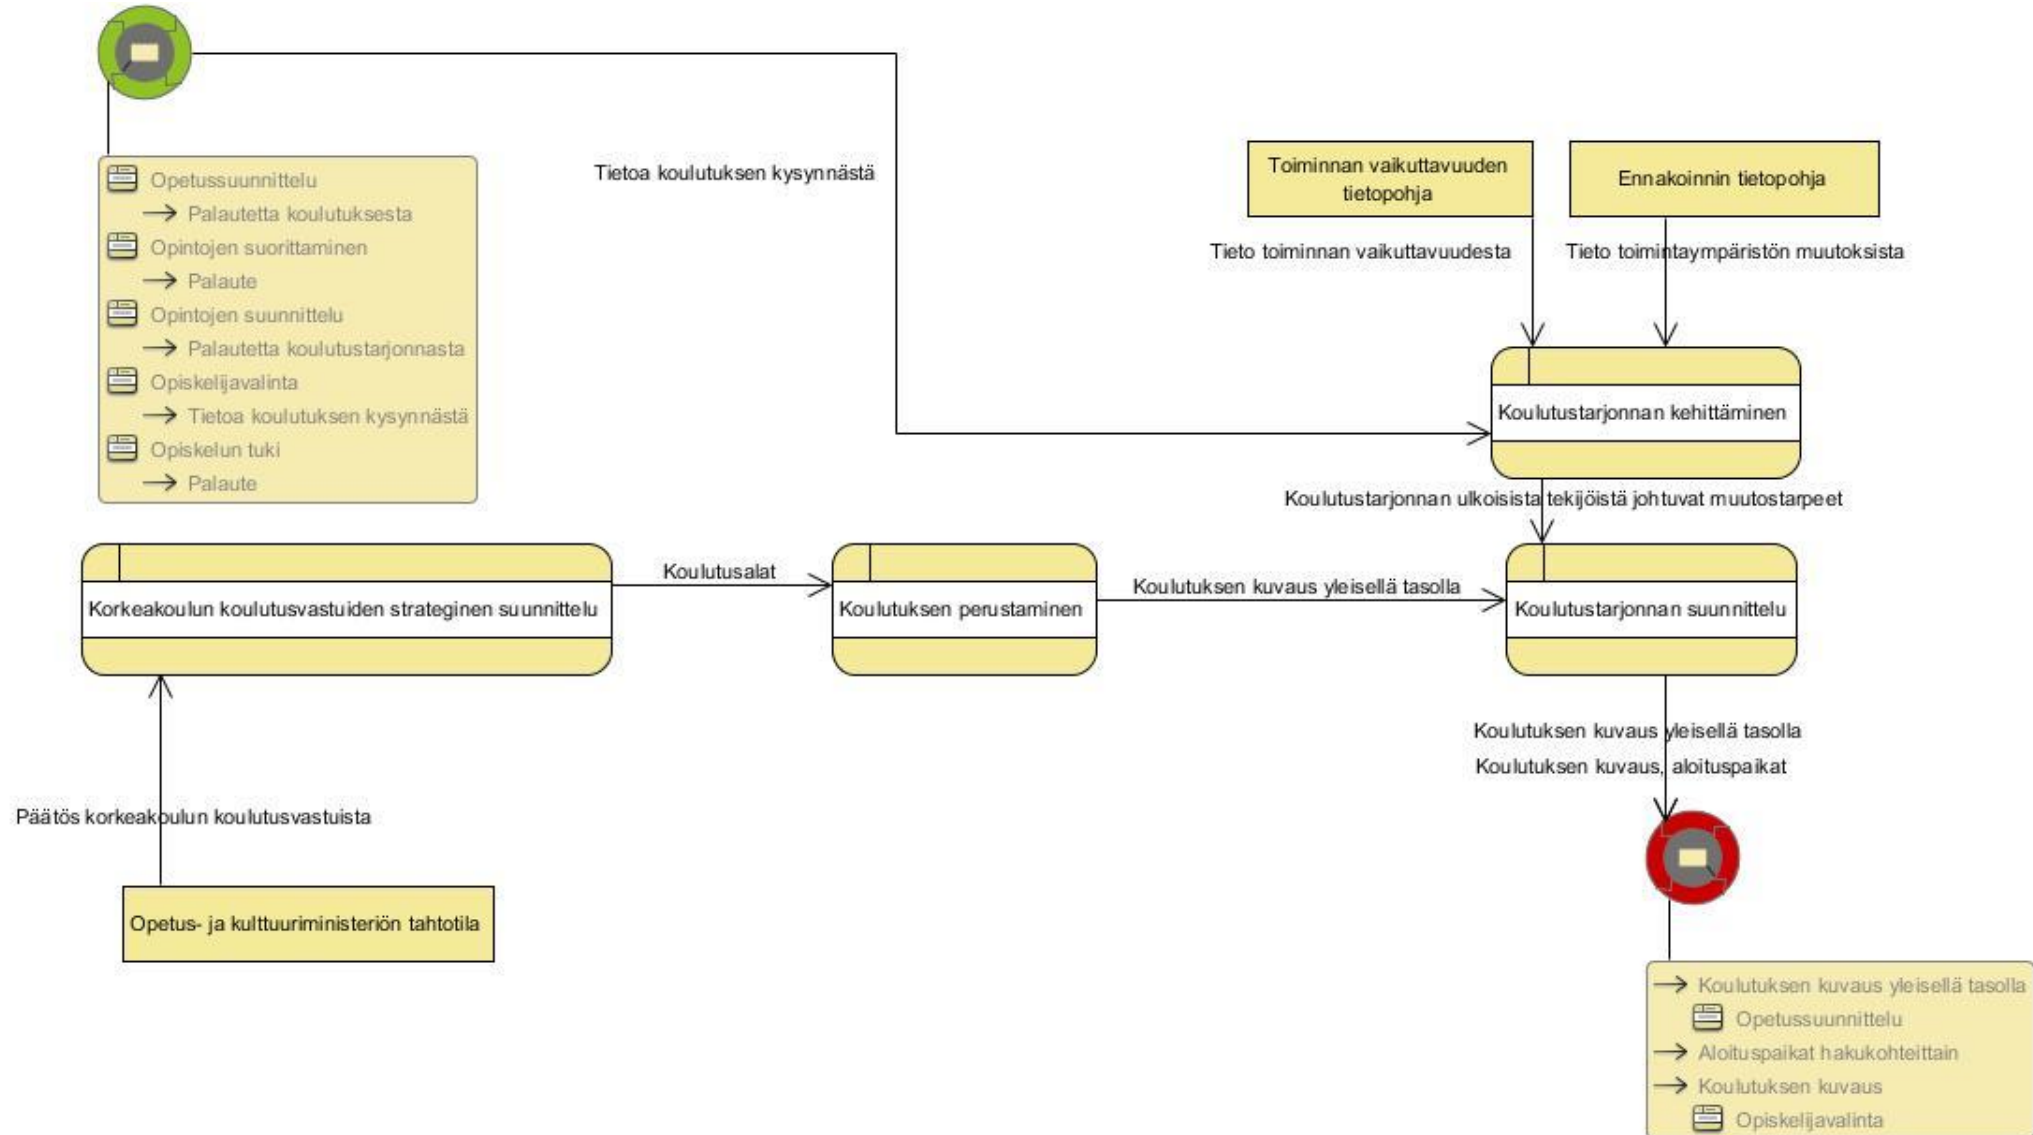 Opetussuunnittelu
Palautetta koulutuksesta
Opintojen suorittaminen
Palaute
Opintojen suunnittelu
Palautetta koulutustarjonnasta
Opiskelijavalinta
Tietoa koulutuksen kysynnästä
Opiskelun tuki
Palaute
Tietoa koulutuksen kysynnästä
Toiminnan vaikuttavuuden
tietopohja
Ennakoinnin tietopohja
Tieto toiminnan vaikuttavuudesta
Tieto toimintaympäristön muutoksista
Koulutustarjonnan kehittäminen
Koulutustarjonnan ulkoisista tekijöistä johtuvat muutostarpeet
Korkeakoulun koulutusvastuiden strateginen suunnittelu
Koulutusalat
Koulutuksen perustaminen
Koulutuksen kuvaus yleisellä tasolla
Koulutustarjonnan suunnittelu
Koulutuksen kuvaus yleisellä tasolla
Koulutuksen kuvaus, aloituspaikat
Päätös korkeakoulun koulutusvastuista
Opetus- ja kulttuuriministeriön tahtotila
Koulutuksen kuvaus yleisellä tasolla
Opetussuunnittelu
Aloituspaikat hakukohteittain
Koulutuksen kuvaus
Opiskelijavalinta